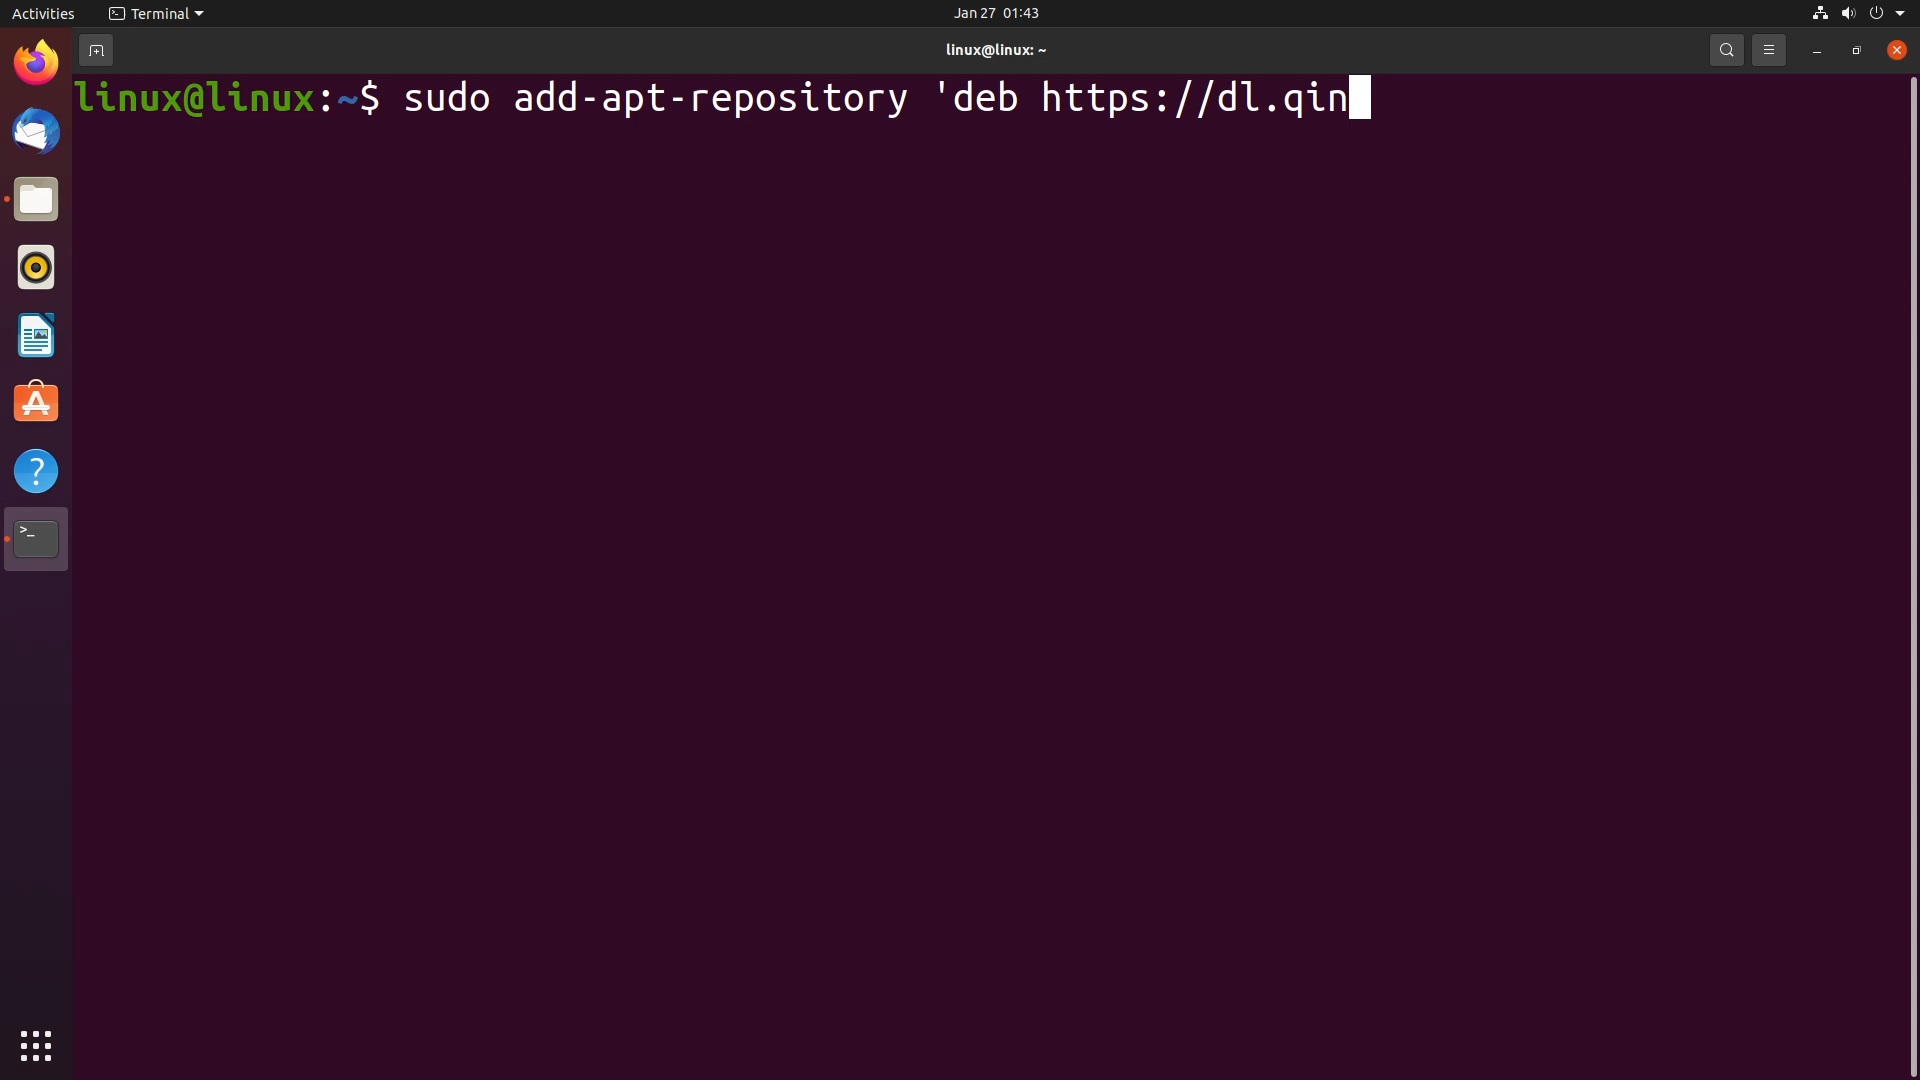 Activities Terminal Jan 27 01:43
linux@linux: ~
linux@linux:~$ sudo add-apt-repository 'deb https://dl.qin